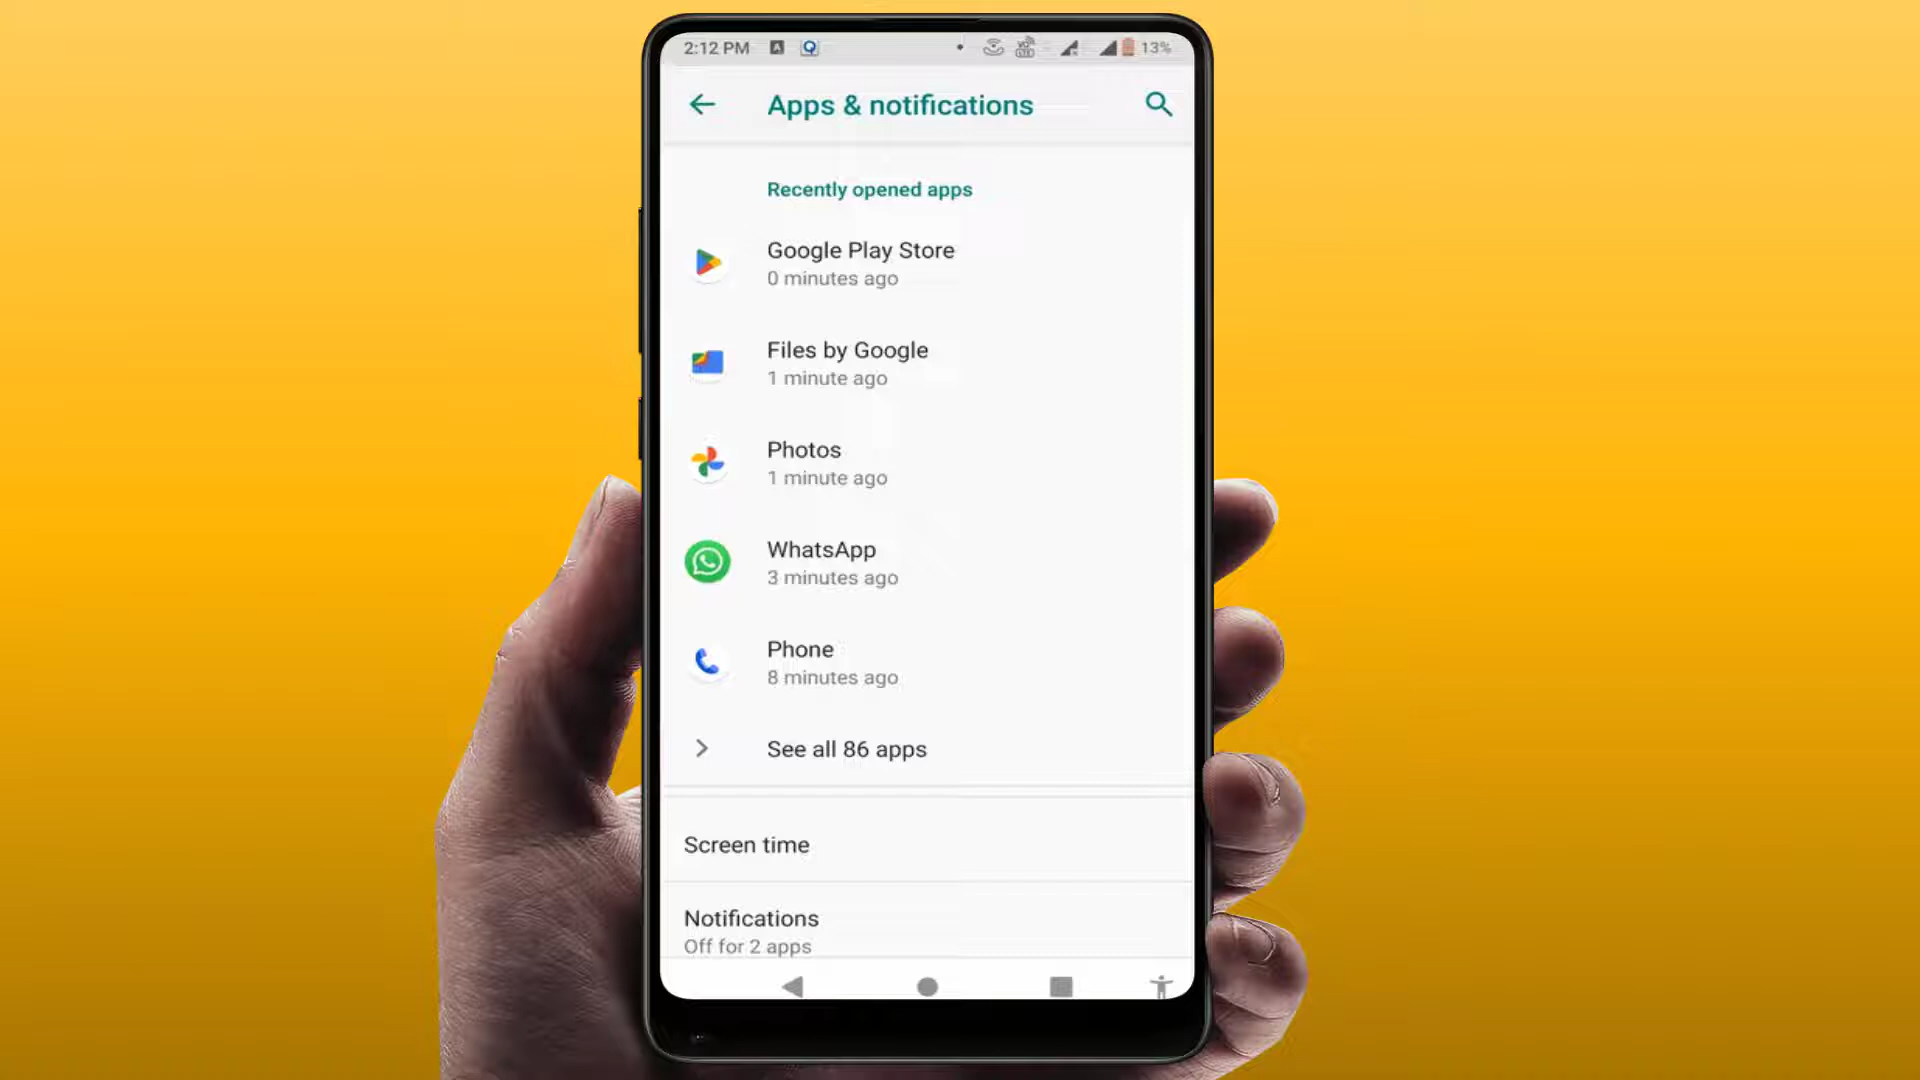 2:12 PM
13%
Apps & notifications
Recently opened apps
Google Play Store
0 minutes ago
Files by Google
1 minute ago
Photos
1 minute ago
WhatsApp
3 minutes ago
Phone
8 minutes ago
See all 86 apps
Screen time
Notifications
Off for 2 apps